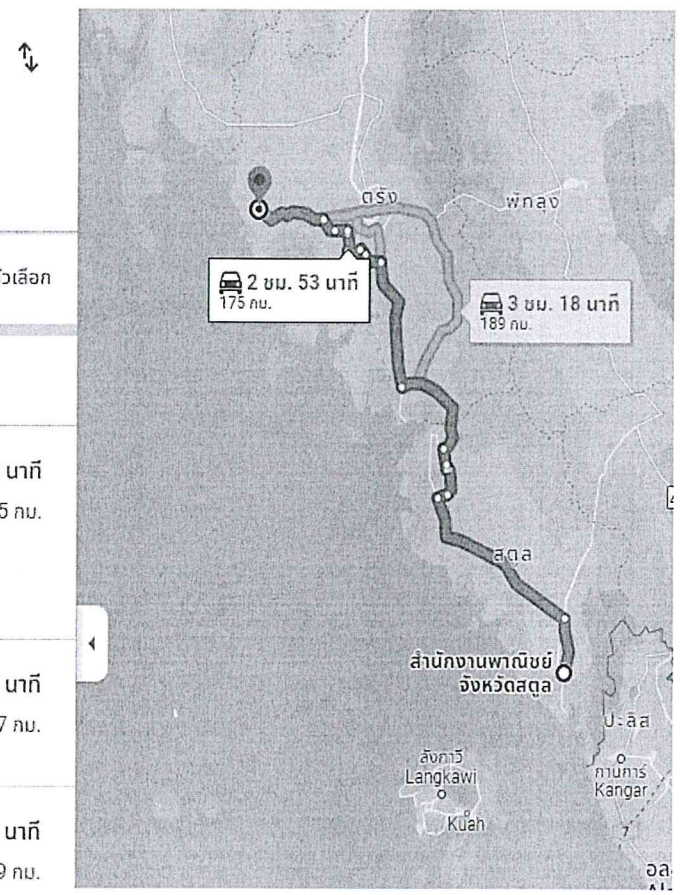 ตัวเลือก
นาที
5 กม.
นาที
7 กม.
นาที
9 กม.
ตรัง
พัทลุง
2 ชม. 53 นาที
175 กม.
3 ชม. 18 นาที
189 กม.
สตูล
สำนักงานพาณิชย์
จังหวัดสตูล
ปะลิส
ลังกาวี
Langkawi
Kuah
กานการ์
Kangar
7